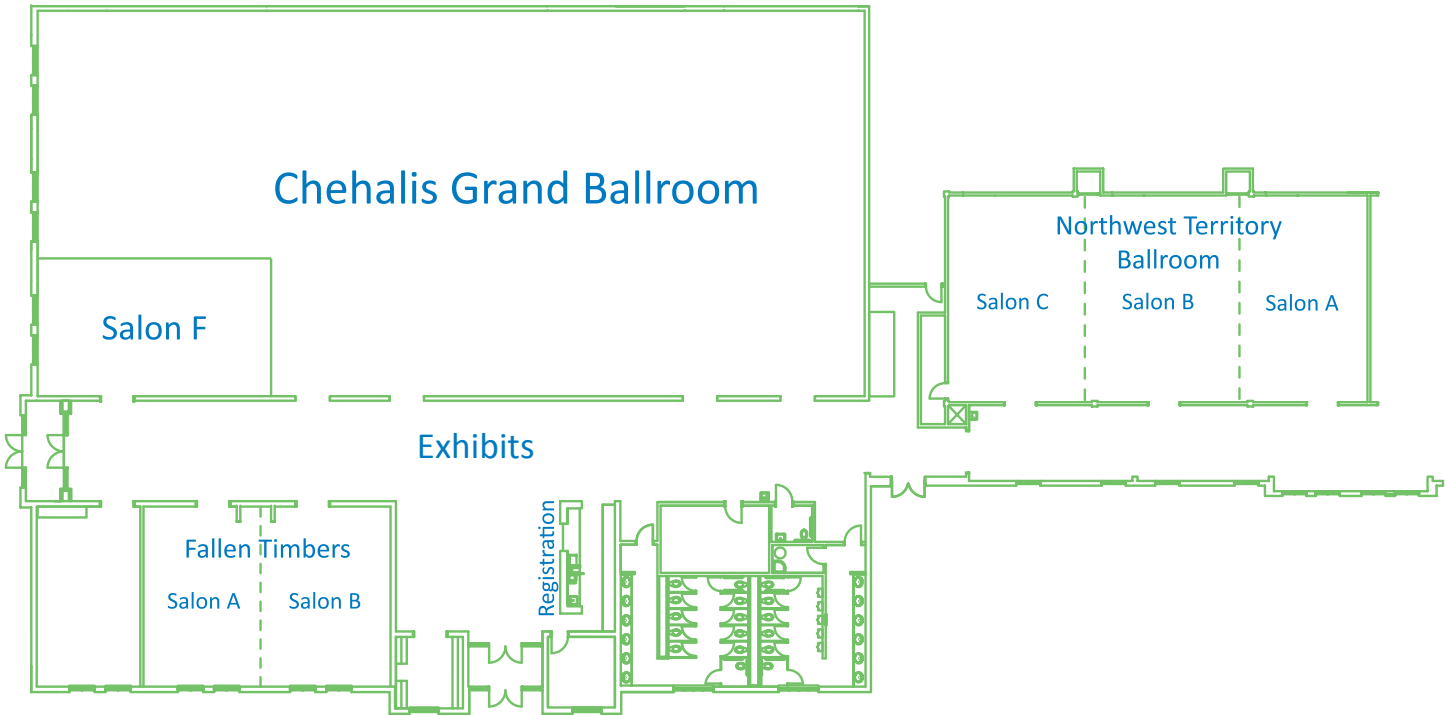 Chehalis Grand Ballroom
Northwest Territory
Ballroom
Salon C
Salon B
Salon A
Salon F
Exhibits
Registration
Fallen Timbers
Salon A
Salon B